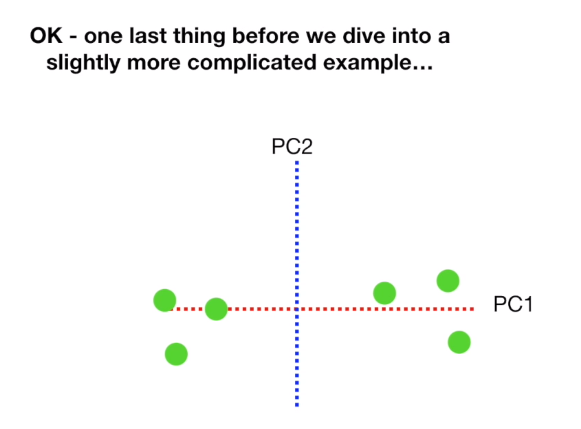 OK - one last thing before we dive into a
slightly more complicated example…
PC2
PC1